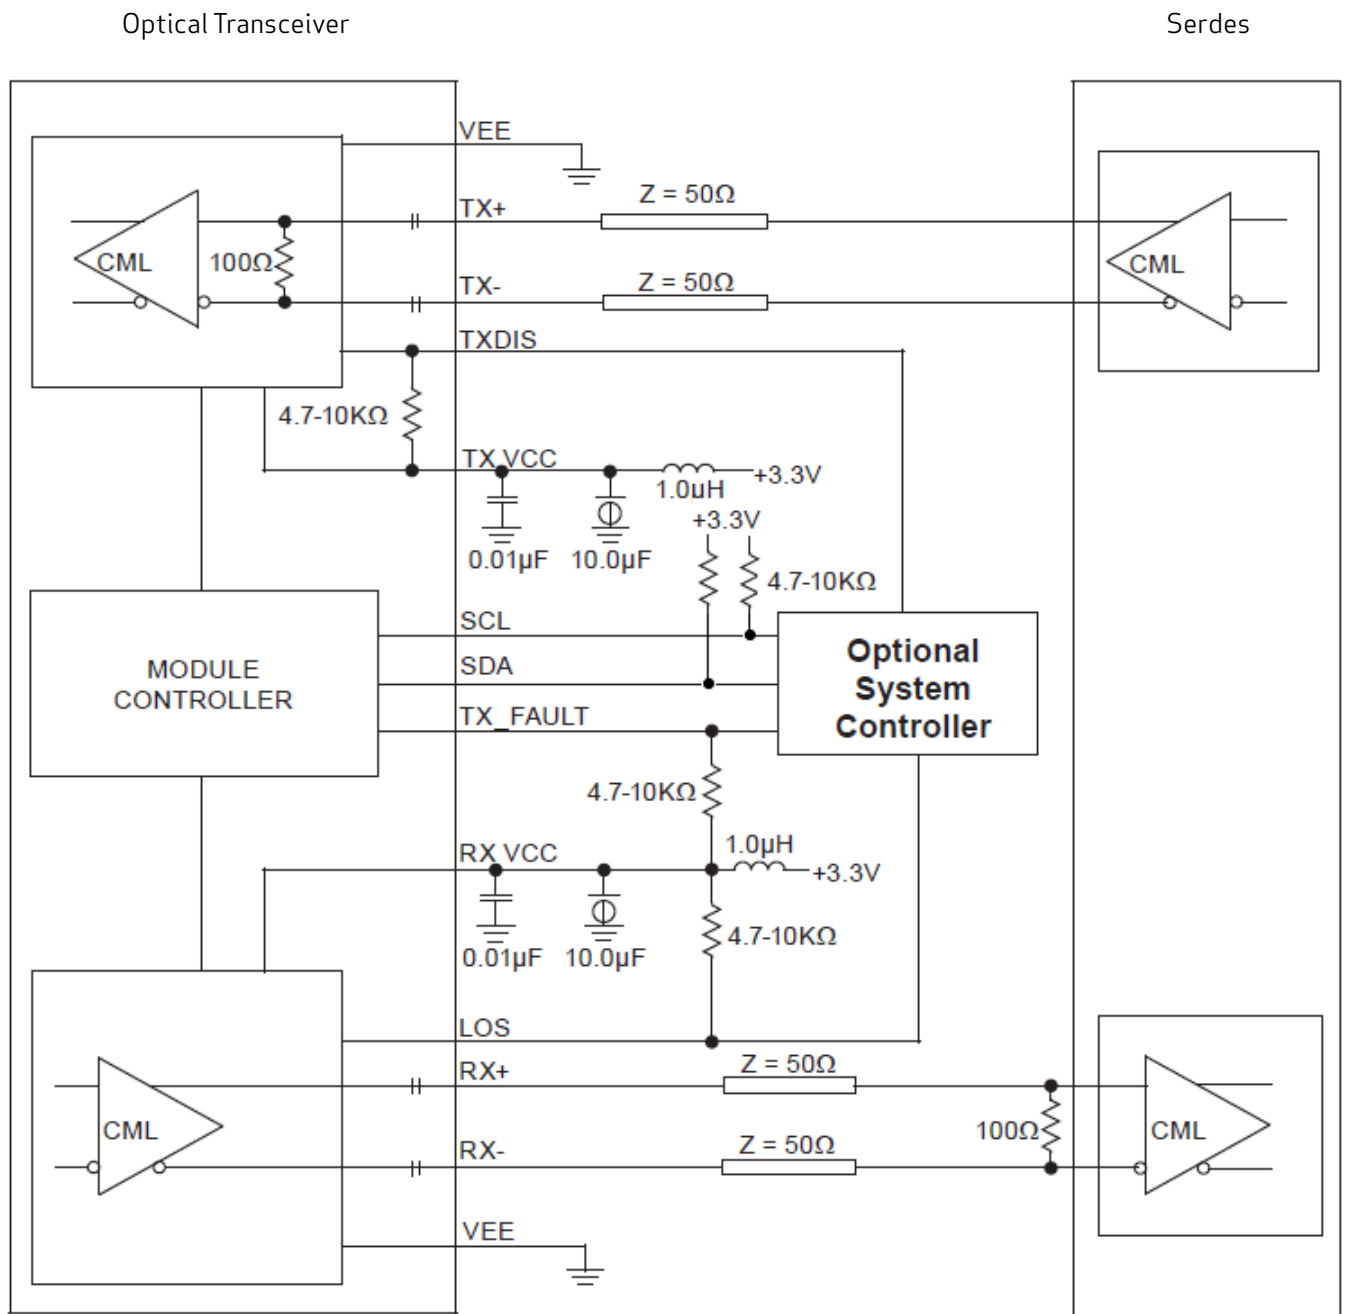 Optical Transceiver
Serdes
VEE
TX+
Z = 50Ω
CML
100Ω
CML
TX-
Z = 50Ω
TXDIS
4.7-10KΩ
TX VCC
1.0µH
+3.3V
+3.3V
0.01µF
10.0µF
4.7-10KΩ
SCL
SDA
TX_FAULT
MODULE
CONTROLLER
Optional
System
Controller
4.7-10KΩ
RX VCC
1.0µH
+3.3V
0.01µF
10.0µF
4.7-10KΩ
LOS
RX+
Z = 50Ω
CML
100Ω
CML
RX-
Z = 50Ω
VEE